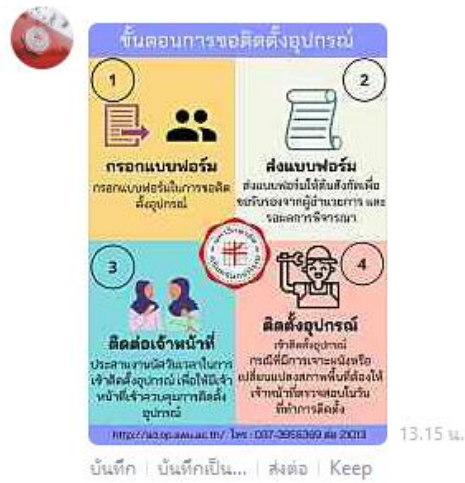 ขั้นตอนการขอติดตั้งอุปกรณ์
1
กรอกแบบฟอร์ม
กรอกแบบฟอร์มในการขอติด
ตั้งอุปกรณ์
2
ส่งแบบฟอร์ม
ส่งแบบฟอร์มให้ต้นสังกัดเพื่อ
ขอรับรองจากผู้อำนวยการ และ
รอผลการพิจารณา
3
ติดต่อเจ้าหน้าที่
ประสานงานนัดวันเวลาในการ
เข้าติดตั้งอุปกรณ์ เพื่อให้มีเจ้า
หน้าที่เข้าควบคุมการติดตั้ง
อุปกรณ์
4
ติดตั้งอุปกรณ์
เข้าติดตั้งอุปกรณ์
กรณีที่มีการเจาะผนังหรือ
เปลี่ยนแปลงสภาพพื้นที่ต้องให้
เจ้าหน้าที่ตรวจสอบในวัน
ที่ทำการติดตั้ง
13.15 น.
บันทึก
บันทึกเป็น...
ส่งต่อ
Keep